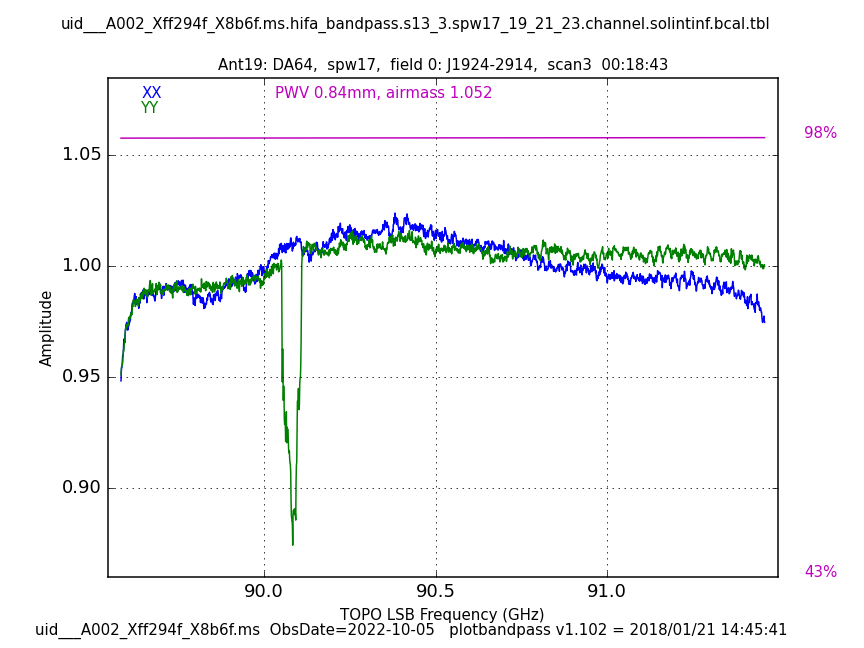 uid___A002_Xff294f_X8b6f.ms.hifa_bandpass.s13_3.spw17_19_21_23.channel.solintinf.bcal.tbl
Ant19: DA64,  spw17,  field 0: J1924-2914,  scan3  00:18:43
XX
PWV 0.84mm, airmass 1.052
YY
98%
1.05
1.00
0.95
0.90
Amplitude
43%
90.0 90.5 91.0
TOPO LSB Frequency (GHz)
uid___A002_Xff294f_X8b6f.ms  ObsDate=2022-10-05   plotbandpass v1.102 = 2018/01/21 14:45:41